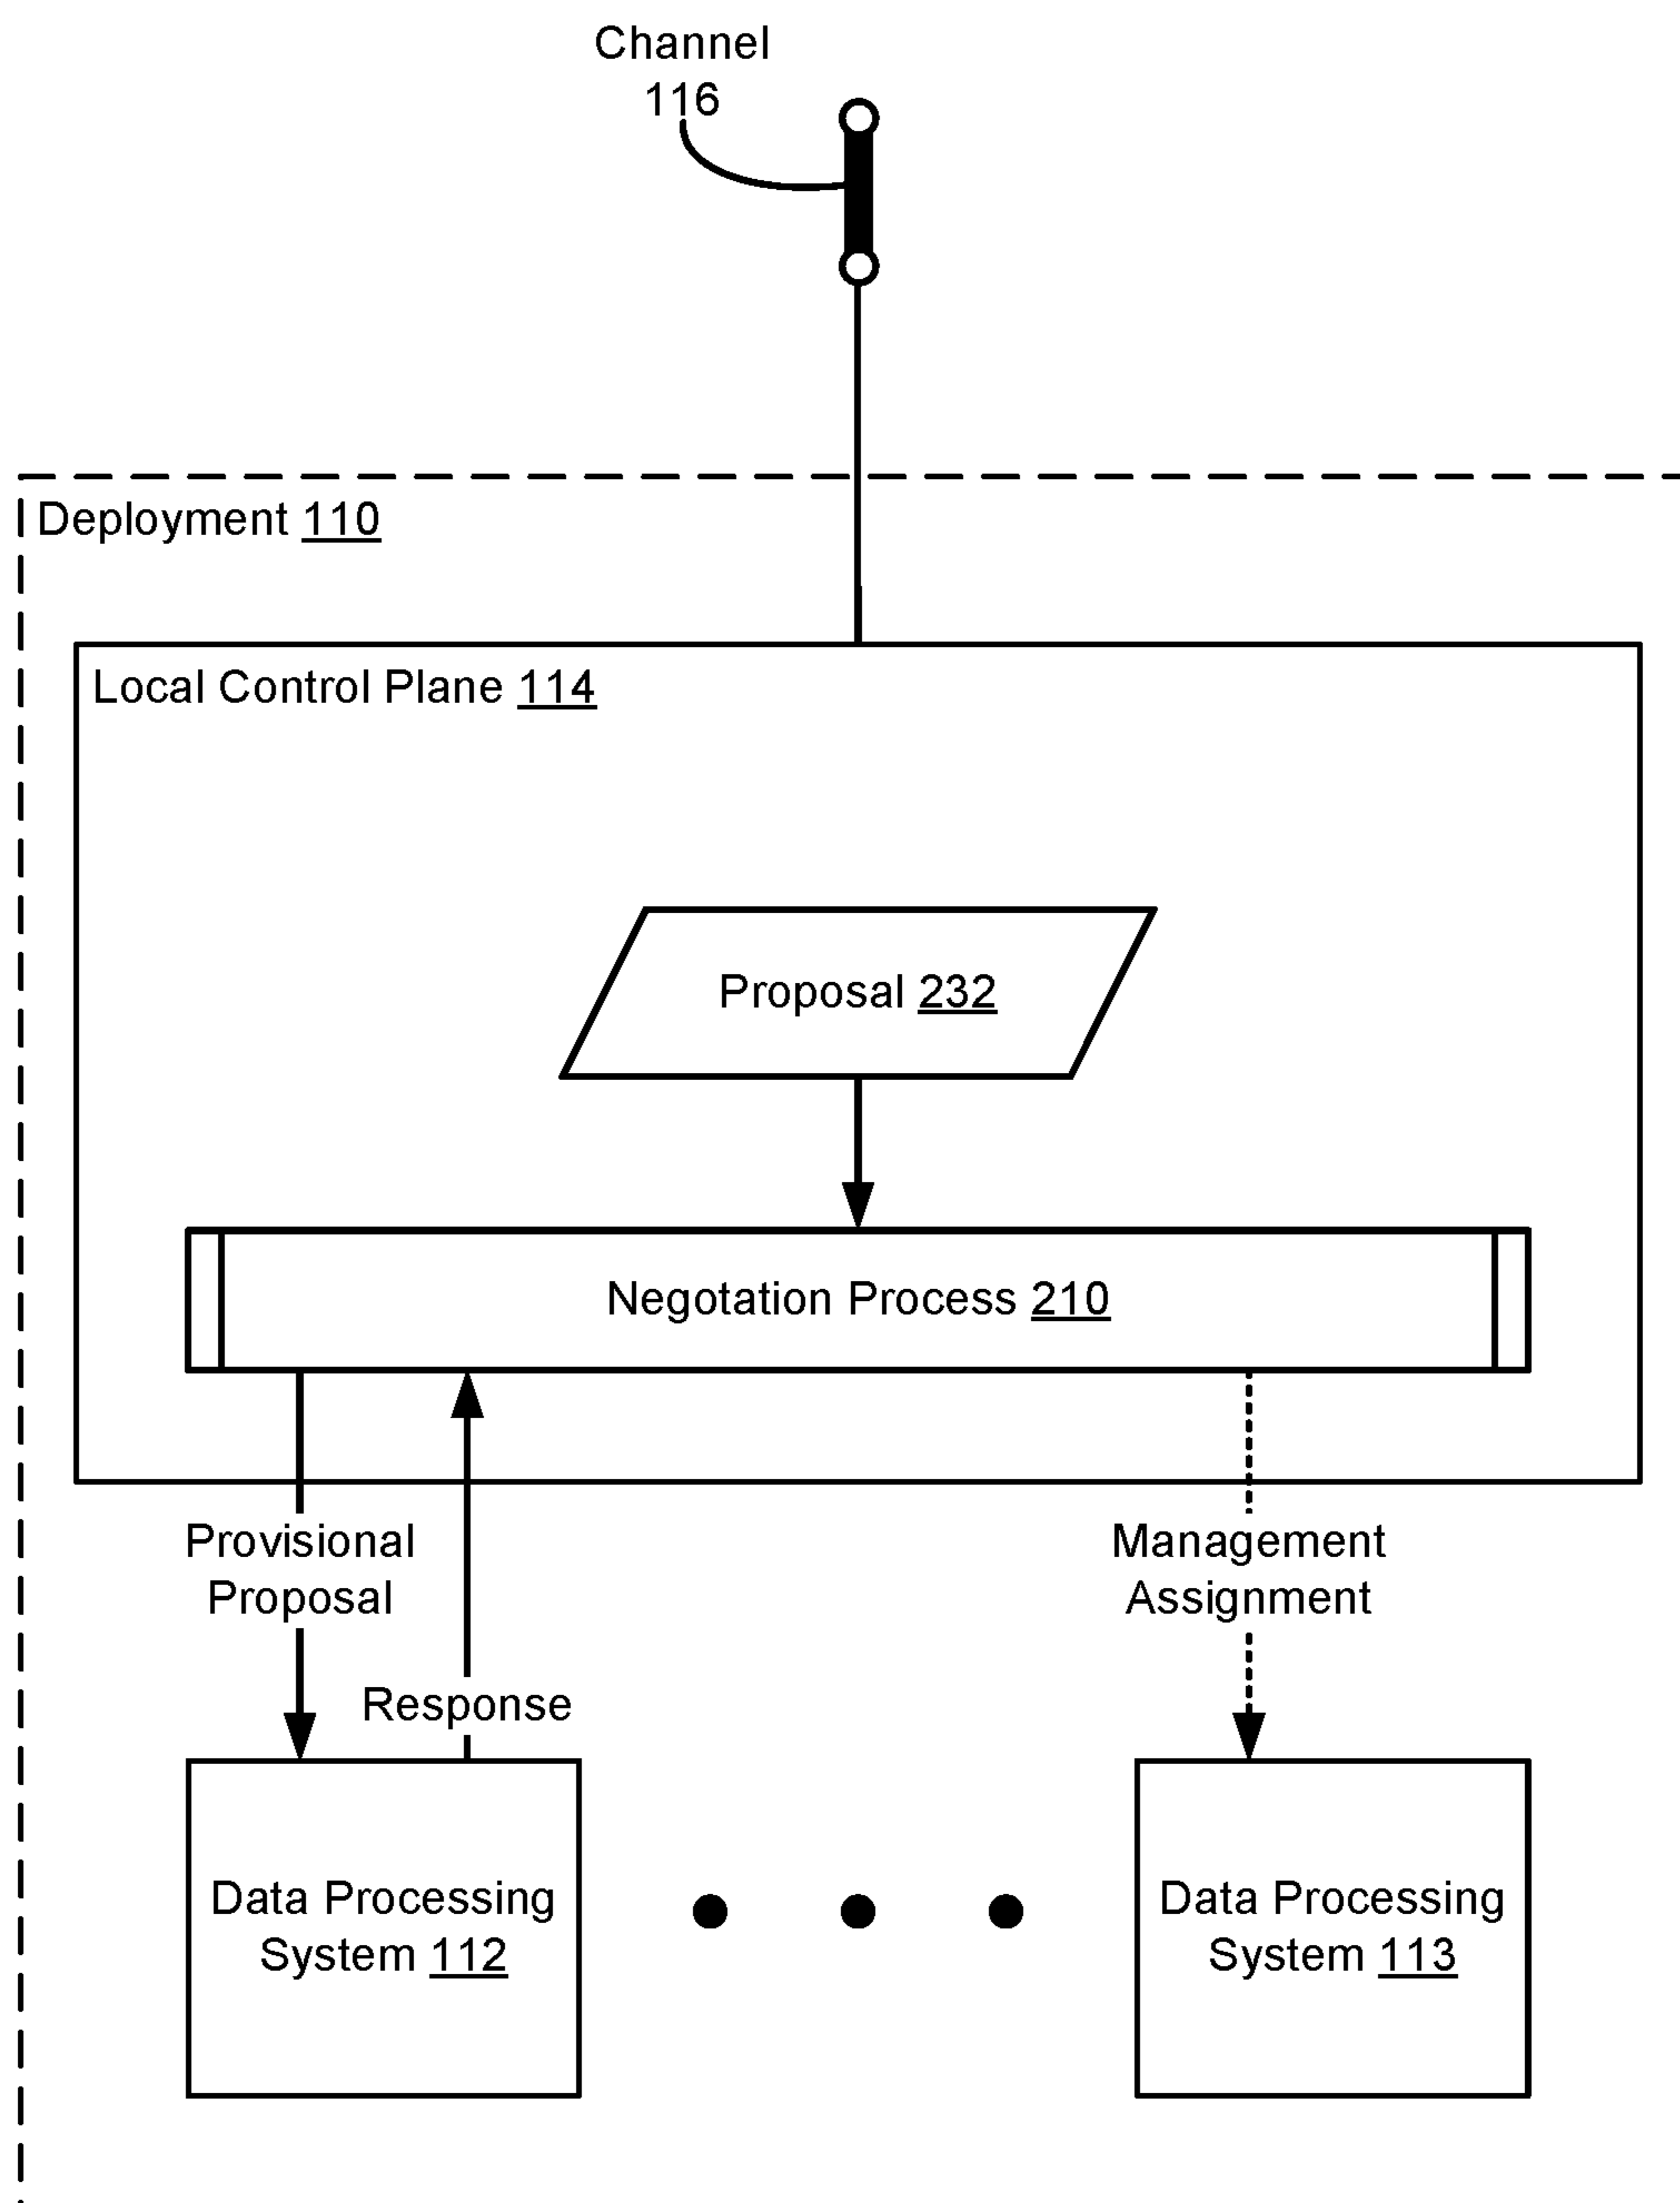 Channel
116
Deployment 110
Local Control Plane 114
Proposal 232
Negotation Process 210
Provisional
Proposal
Management
Assignment
Response
Data Processing
System 112
Data Processing
System 113